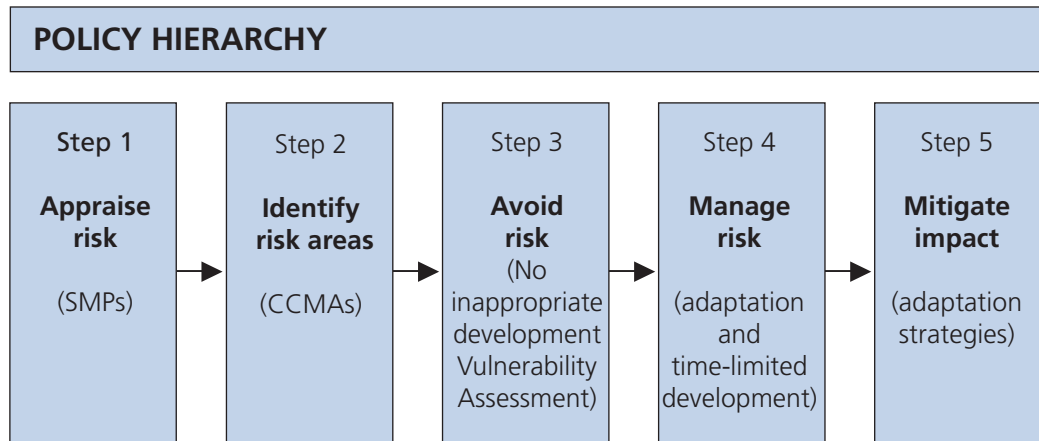 POLICY HIERARCHY
Step 1
Appraise
risk
(SMPs)
Step 2
Identify
risk areas
(CCMAs)
Step 3
Avoid
risk
(No
inappropriate
development
Vulnerability
Assessment)
Step 4
Manage
risk
(adaptation
and
time-limited
development)
Step 5
Mitigate
impact
(adaptation
strategies)